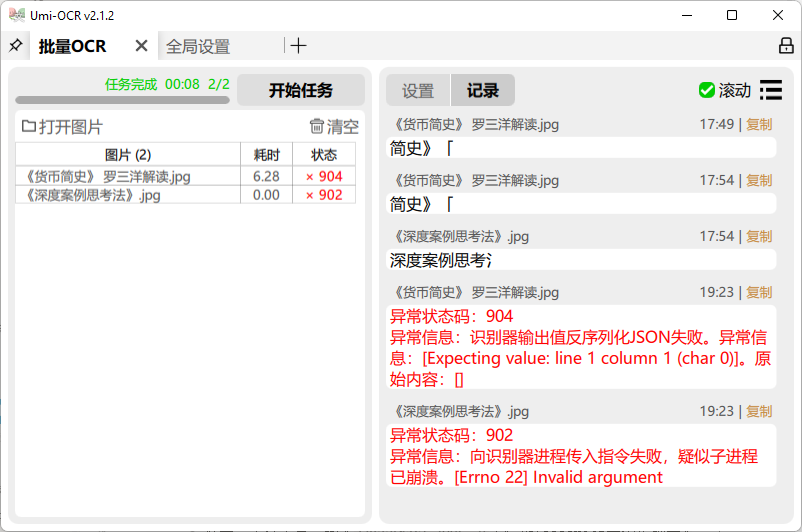 Umi-OCR v2.1.2
批量OCR
全局设置
任务完成 00:08 2/2
开始任务
打开图片
清空
图片 (2) 耗时 状态
《货币简史》 罗三洋解读.jpg 6.28 × 904
《深度案例思考法》.jpg 0.00 × 902
设置
记录
滚动
《货币简史》 罗三洋解读.jpg 17:49 | 复制
简史》「
《货币简史》 罗三洋解读.jpg 17:54 | 复制
简史》「
《深度案例思考法》.jpg 17:54 | 复制
深度案例思考氵
《货币简史》 罗三洋解读.jpg 19:23 | 复制
异常状态码：904
异常信息：识别器输出值反序列化JSON失败。异常信
息：[Expecting value: line 1 column 1 (char 0)]。原
始内容：[]
《深度案例思考法》.jpg 19:23 | 复制
异常状态码：902
异常信息：向识别器进程传入指令失败，疑似子进程
已崩溃。[Errno 22] Invalid argument